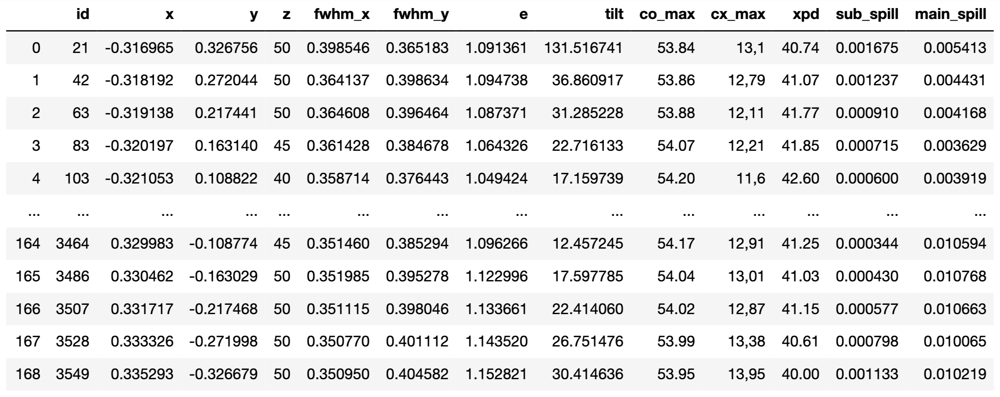 id x y z fwhm_x fwhm_y e tilt co_max cx_max xpd sub_spill main_spill
0 21 -0.316965 0.326756 50 0.398546 0.365183 1.091361 131.516741 53.84 13,1 40.74 0.001675 0.005413
1 42 -0.318192 0.272044 50 0.364137 0.398634 1.094738 36.860917 53.86 12,79 41.07 0.001237 0.004431
2 63 -0.319138 0.217441 50 0.364608 0.396464 1.087371 31.285228 53.88 12,11 41.77 0.000910 0.004168
3 83 -0.320197 0.163140 45 0.361428 0.384678 1.064326 22.716133 54.07 12,21 41.85 0.000715 0.003629
4 103 -0.321053 0.108822 40 0.358714 0.376443 1.049424 17.159739 54.20 11,6 42.60 0.000600 0.003919
... ... ... ... ... ... ... ... ... ... ... ... ... ...
164 3464 0.329983 -0.108774 45 0.351460 0.385294 1.096266 12.457245 54.17 12,91 41.25 0.000344 0.010594
165 3486 0.330462 -0.163029 50 0.351985 0.395278 1.122996 17.597785 54.04 13,01 41.03 0.000430 0.010768
166 3507 0.331717 -0.217468 50 0.351115 0.398046 1.133661 22.414060 54.02 12,87 41.15 0.000577 0.010663
167 3528 0.333326 -0.271998 50 0.350770 0.401112 1.143520 26.751476 53.99 13,38 40.61 0.000798 0.010065
168 3549 0.335293 -0.326679 50 0.350950 0.404582 1.152821 30.414636 53.95 13,95 40.00 0.001133 0.010219